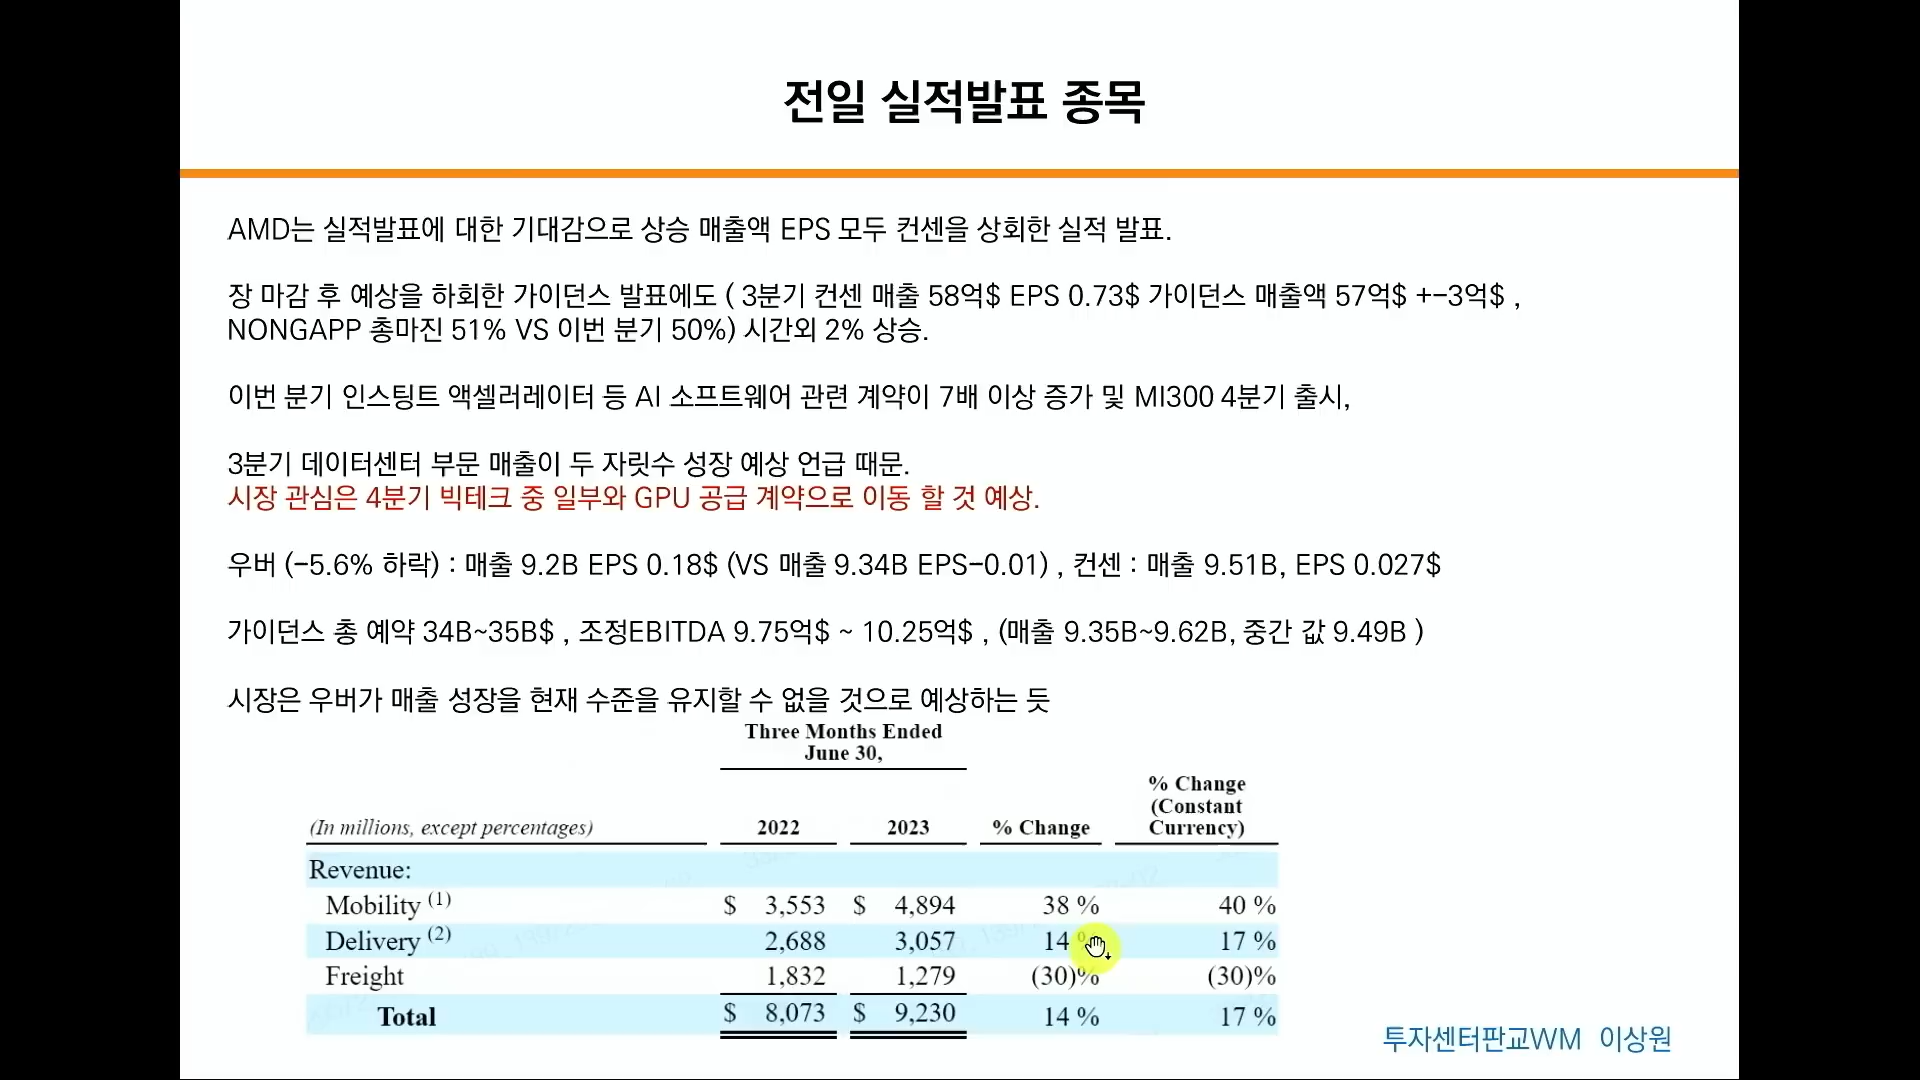 전일 실적발표 종목
AMD는 실적발표에 대한 기대감으로 상승 매출액 EPS 모두 컨센을 상회한 실적 발표.
장 마감 후 예상을 하회한 가이던스 발표에도 ( 3분기 컨센 매출 58억$ EPS 0.73$ 가이던스 매출액 57억$ +-3억$ ,
NONGAPP 총마진 51% VS 이번 분기 50%) 시간외 2% 상승.
이번 분기 인스팅트 액셀러레이터 등 AI 소프트웨어 관련 계약이 7배 이상 증가 및 MI300 4분기 출시,
3분기 데이터센터 부문 매출이 두 자릿수 성장 예상 언급 때문.
시장 관심은 4분기 빅테크 중 일부와 GPU 공급 계약으로 이동 할 것 예상.
우버 (-5.6% 하락) : 매출 9.2B EPS 0.18$ (VS 매출 9.34B EPS-0.01) , 컨센 : 매출 9.51B, EPS 0.027$
가이던스 총 예약 34B~35B$ , 조정EBITDA 9.75억$ ~ 10.25억$ , (매출 9.35B~9.62B, 중간 값 9.49B )
시장은 우버가 매출 성장을 현재 수준을 유지할 수 없을 것으로 예상하는 듯
Three Months Ended
June 30,
% Change
(Constant
(In millions, except percentages) 2022 2023 % Change Currency)
Revenue:
Mobility (1) $ 3,553 $ 4,894 38 % 40 %
Delivery (2) 2,688 3,057 14 % 17 %
Freight 1,832 1,279 (30)% (30)%
Total $ 8,073 $ 9,230 14 % 17 %
투자센터판교WM 이상원